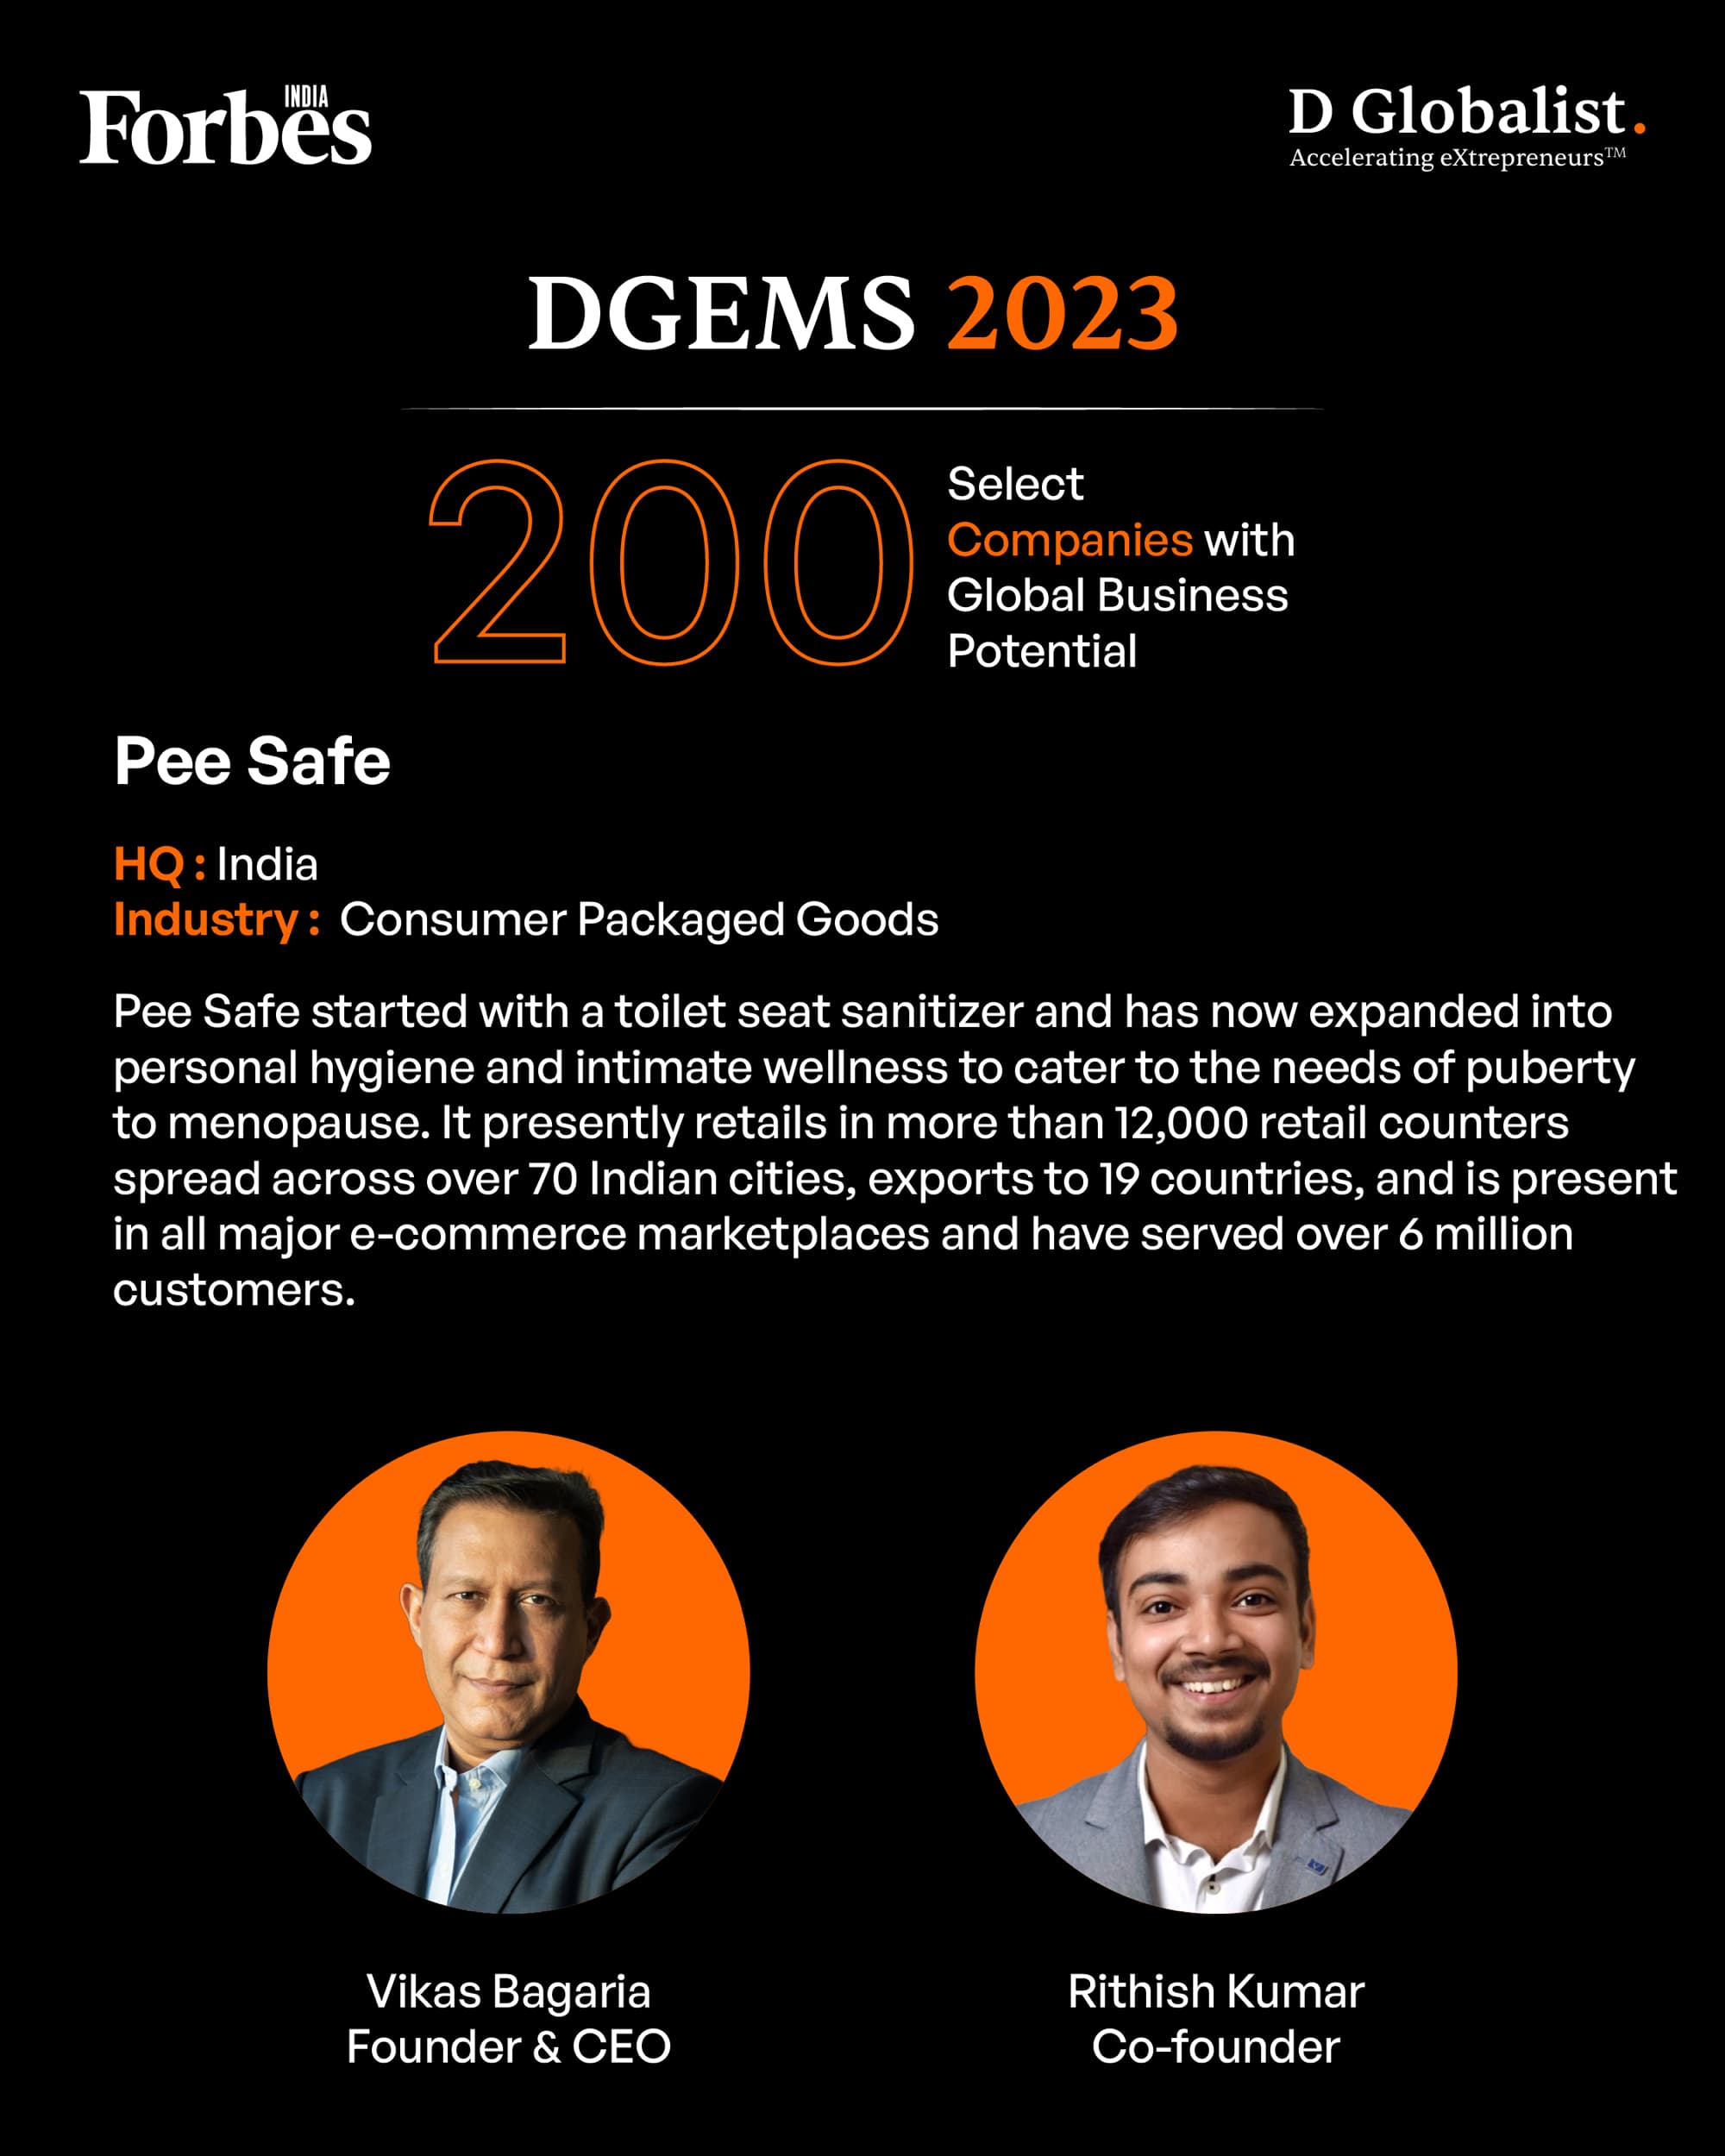 Forbes INDIA
D Globalist.
Accelerating eXtrepreneurs™
DGEMS 2023
200
Select
Companies with
Global Business
Potential
Pee Safe
HQ : India
Industry : Consumer Packaged Goods
Pee Safe started with a toilet seat sanitizer and has now expanded into
personal hygiene and intimate wellness to cater to the needs of puberty
to menopause. It presently retails in more than 12,000 retail counters
spread across over 70 Indian cities, exports to 19 countries, and is present
in all major e-commerce marketplaces and have served over 6 million
customers.
Vikas Bagaria
Founder & CEO
Rithish Kumar
Co-founder